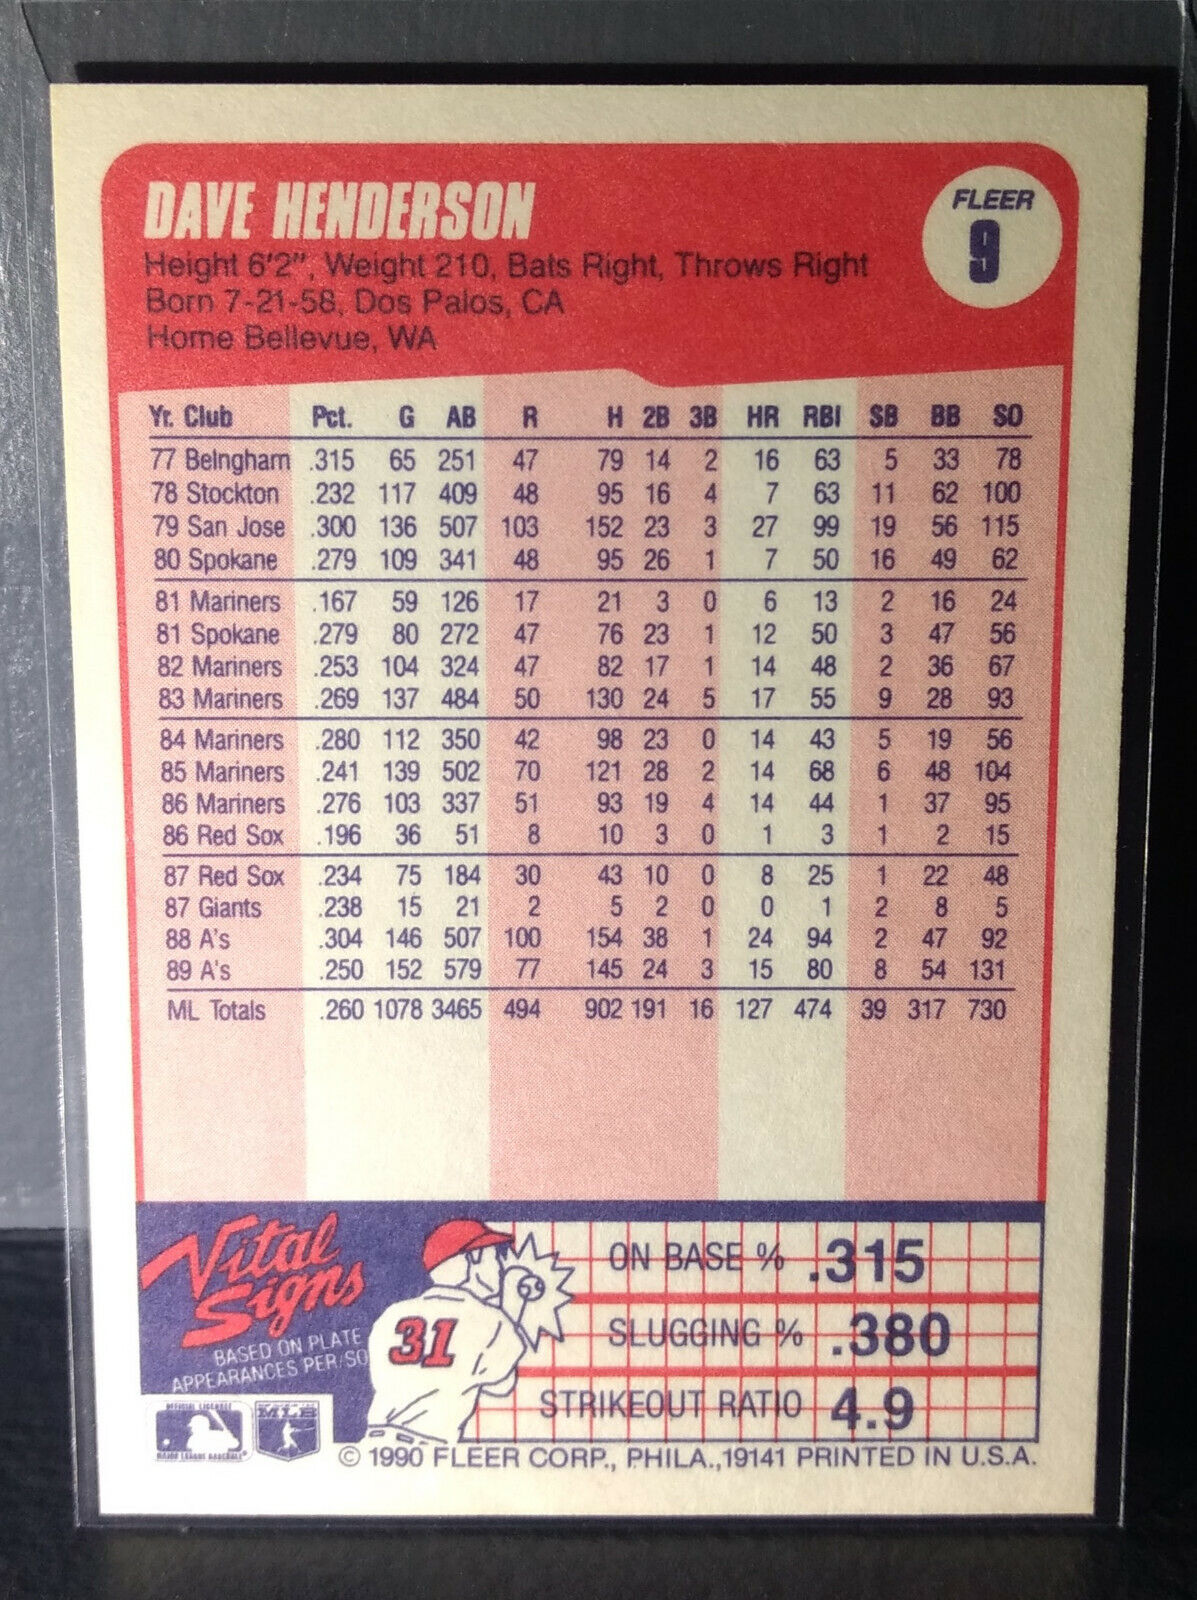 DAVE HENDERSON
FLEER
9
Height 6'2", Weight 210, Bats Right, Throws Right
Born 7-21-58, Dos Palos, CA
Home Bellevue, WA
Yr. Club Pct. G AB R H 2B 3B HR RBI SB BB SO
77 Belngham .315 65 251 47 79 14 2 16 63 5 33 78
78 Stockton .232 117 409 48 95 16 4 7 63 11 62 100
79 San Jose .300 136 507 103 152 23 3 27 99 19 56 115
80 Spokane .279 109 341 48 95 26 1 7 50 16 49 62
81 Mariners .167 59 126 17 21 3 0 6 13 2 16 24
81 Spokane .279 80 272 47 76 23 1 12 50 3 47 56
82 Mariners .253 104 324 47 82 17 1 14 48 2 36 67
83 Mariners .269 137 484 50 130 24 5 17 55 9 28 93
84 Mariners .280 112 350 42 98 23 0 14 43 5 19 56
85 Mariners .241 139 502 70 121 28 2 14 68 6 48 104
86 Mariners .276 103 337 51 93 19 4 14 44 1 37 95
86 Red Sox .196 36 51 8 10 3 0 1 3 1 2 15
87 Red Sox .234 75 184 30 43 10 0 8 25 1 22 48
87 Giants .238 15 21 2 5 2 0 0 1 2 8 5
88 A's .304 146 507 100 154 38 1 24 94 2 47 92
89 A's .250 152 579 77 145 24 3 15 80 8 54 131
ML Totals .260 1078 3465 494 902 191 16 127 474 39 317 730
Vital
Signs
BASED ON PLATE
APPEARANCES PER/SO
31
ON BASE % .315
SLUGGING % .380
STRIKEOUT RATIO 4.9
OFFICIAL LICENSEE
MAJOR LEAGUE BASEBALL
MLB
© 1990 FLEER CORP., PHILA.,19141 PRINTED IN U.S.A.